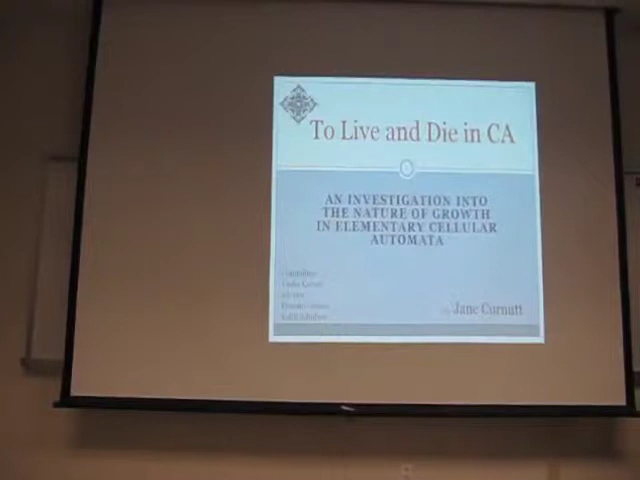 To Live and Die in CA
AN INVESTIGATION INTO
THE NATURE OF GROWTH
IN ELEMENTARY CELLULAR
AUTOMATA
Jane Curnutt